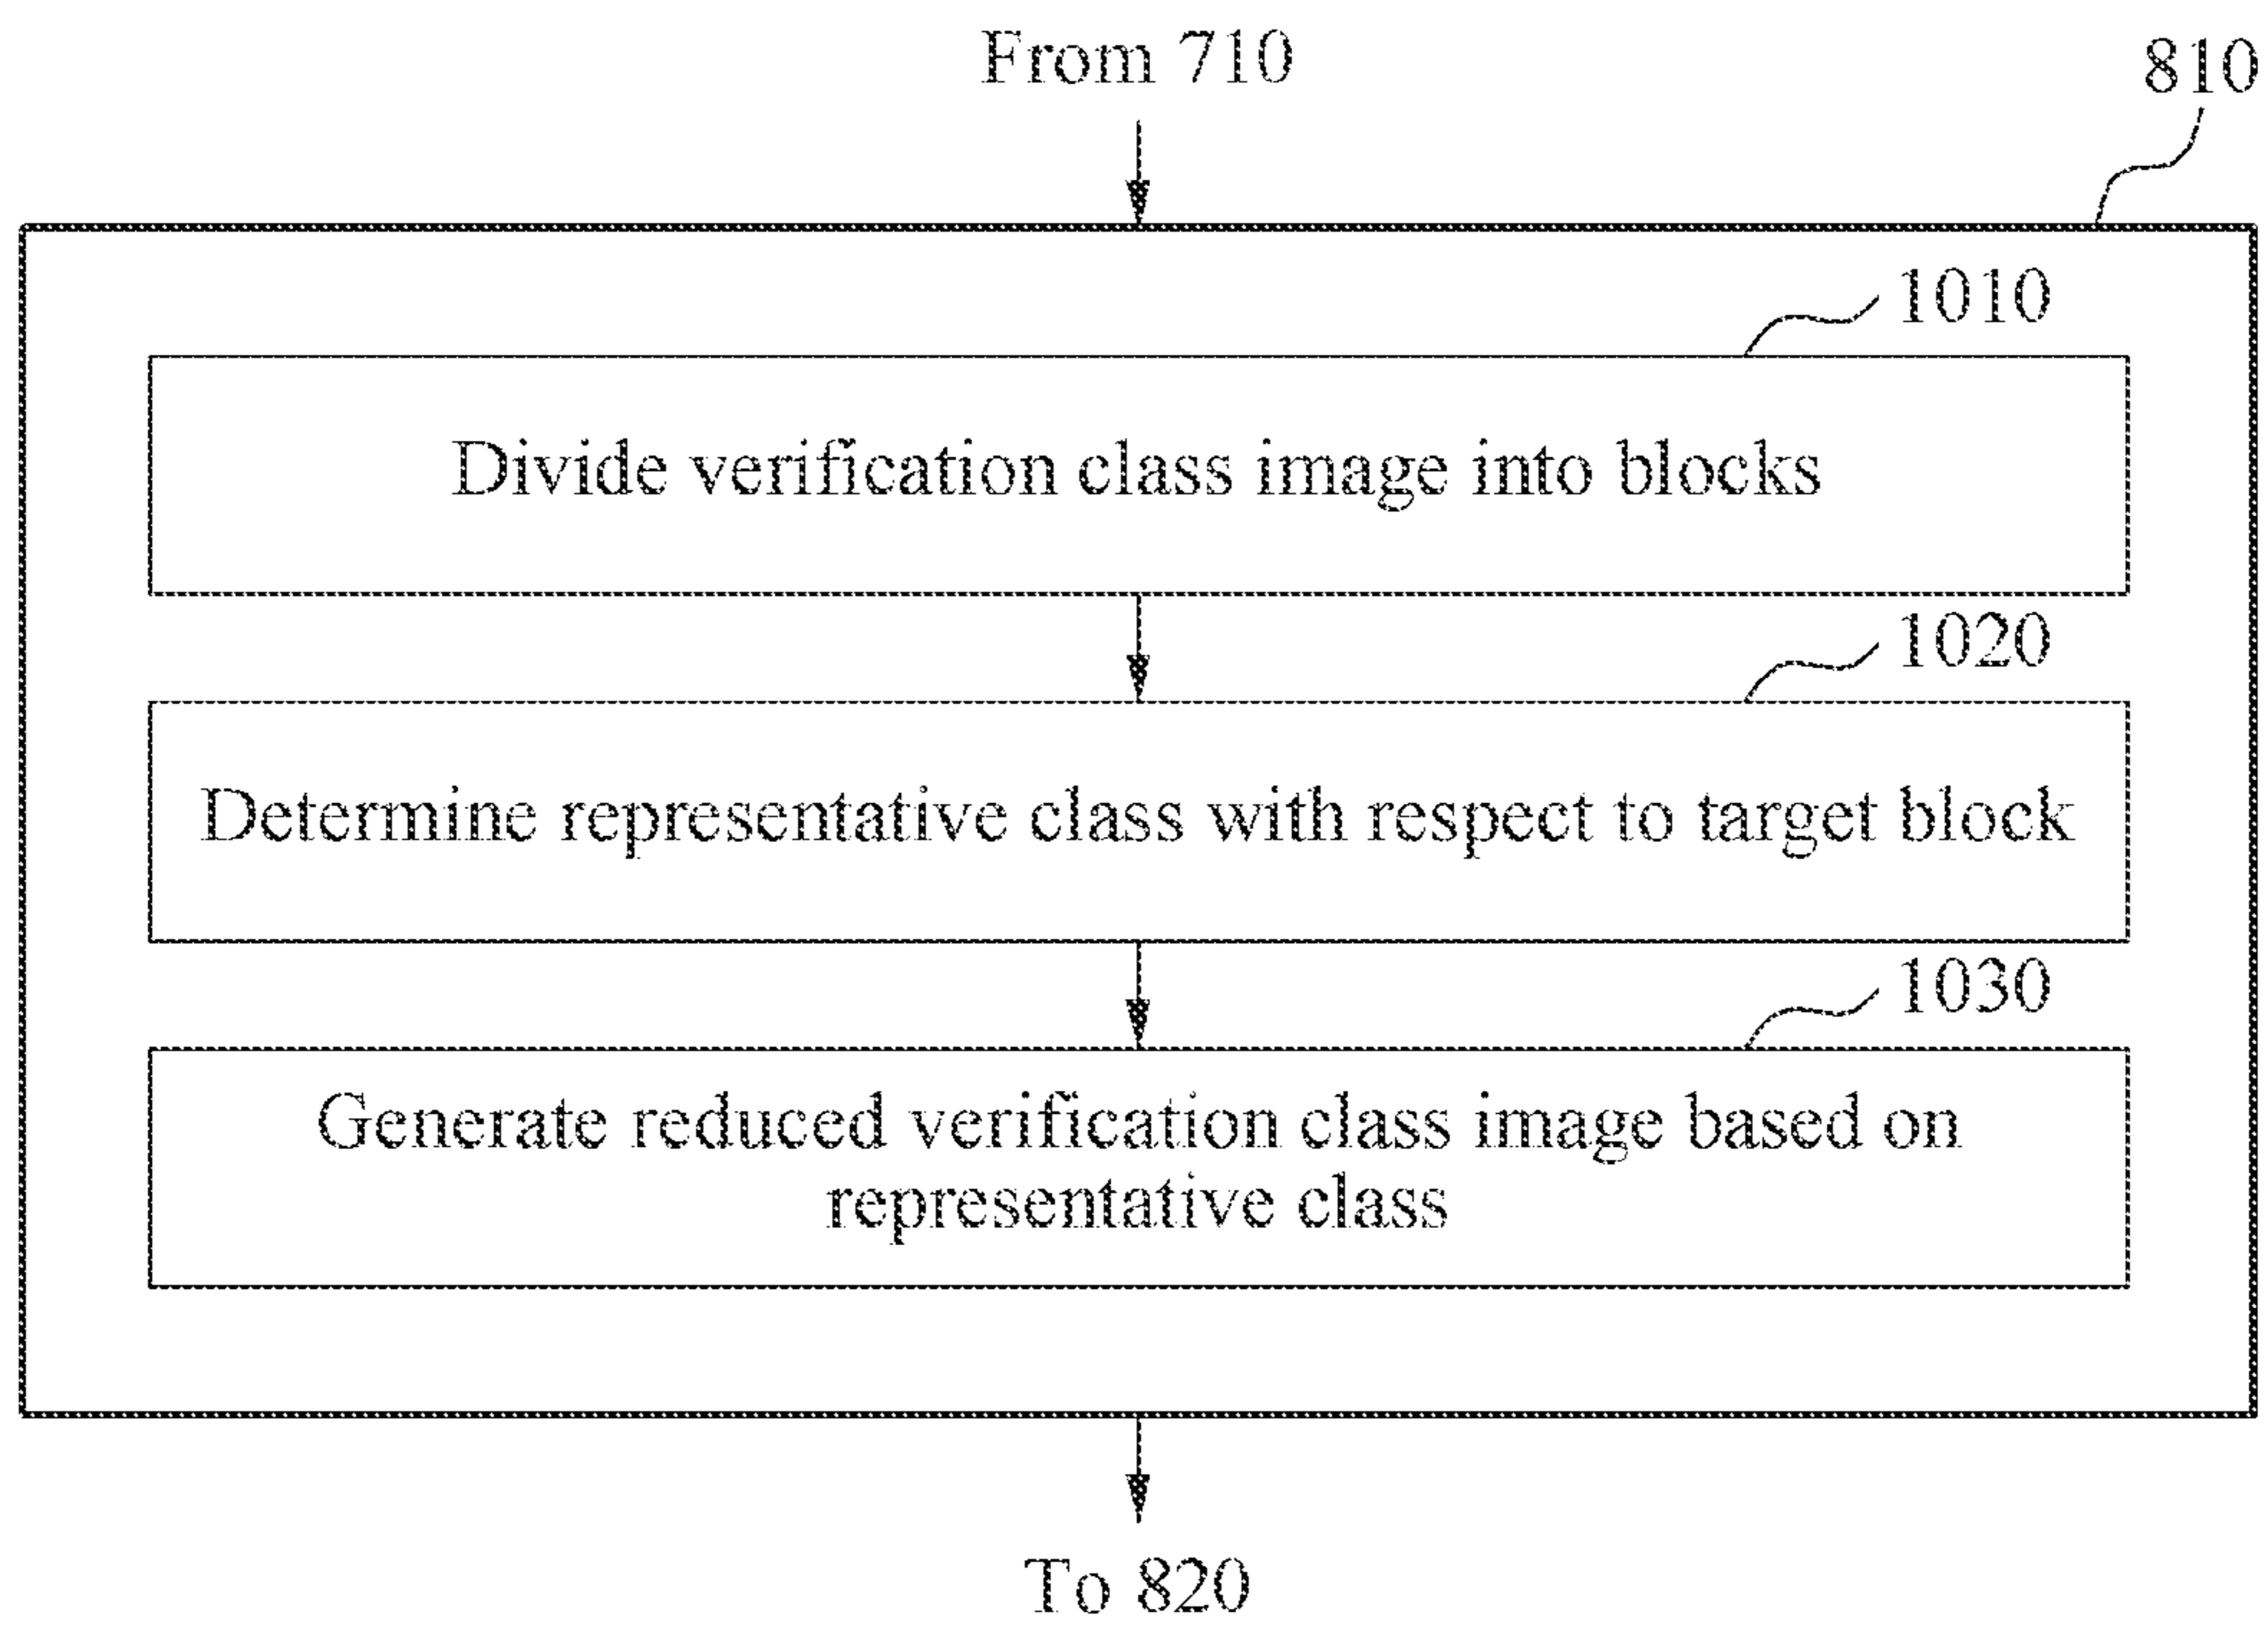 From 710
810
1010
Divide verification class image into blocks
1020
Determine representative class with respect to target block
1030
Generate reduced verification class image based on
representative class
To 820